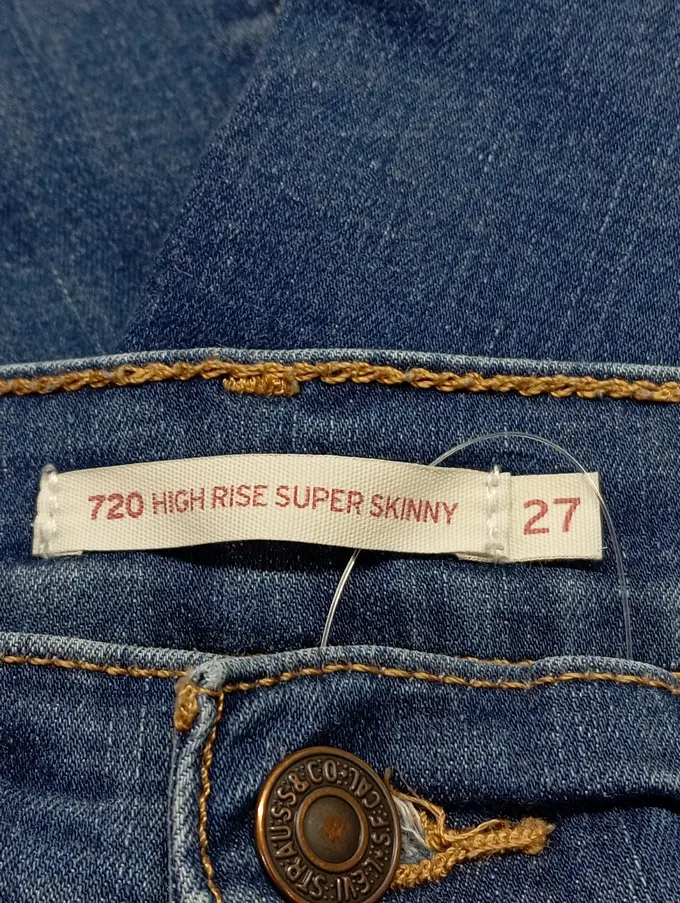 720 HIGH RISE SUPER SKINNY
27
LEVI STRAUSS & CO. S.F. CAL